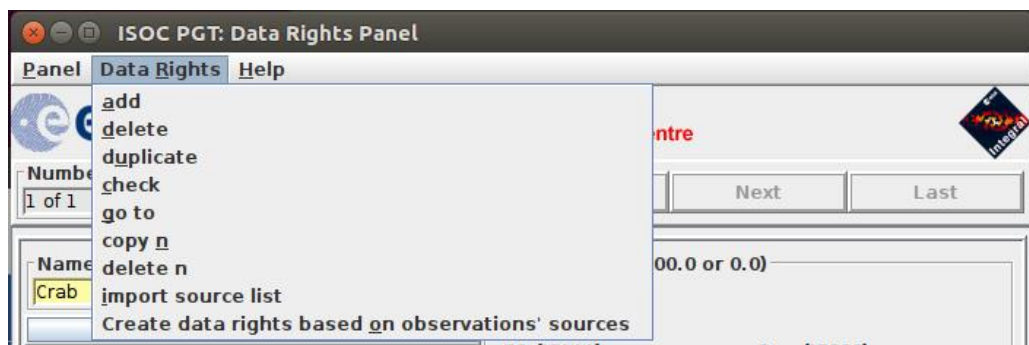 ISOC PGT: Data Rights Panel
Panel Data Rights Help
add
delete
duplicate
check
go to
copy n
delete n
import source list
Create data rights based on observations' sources
entre
Integral
Numbe
1 of 1
Next
Last
Name
Crab
00.0 or 0.0)